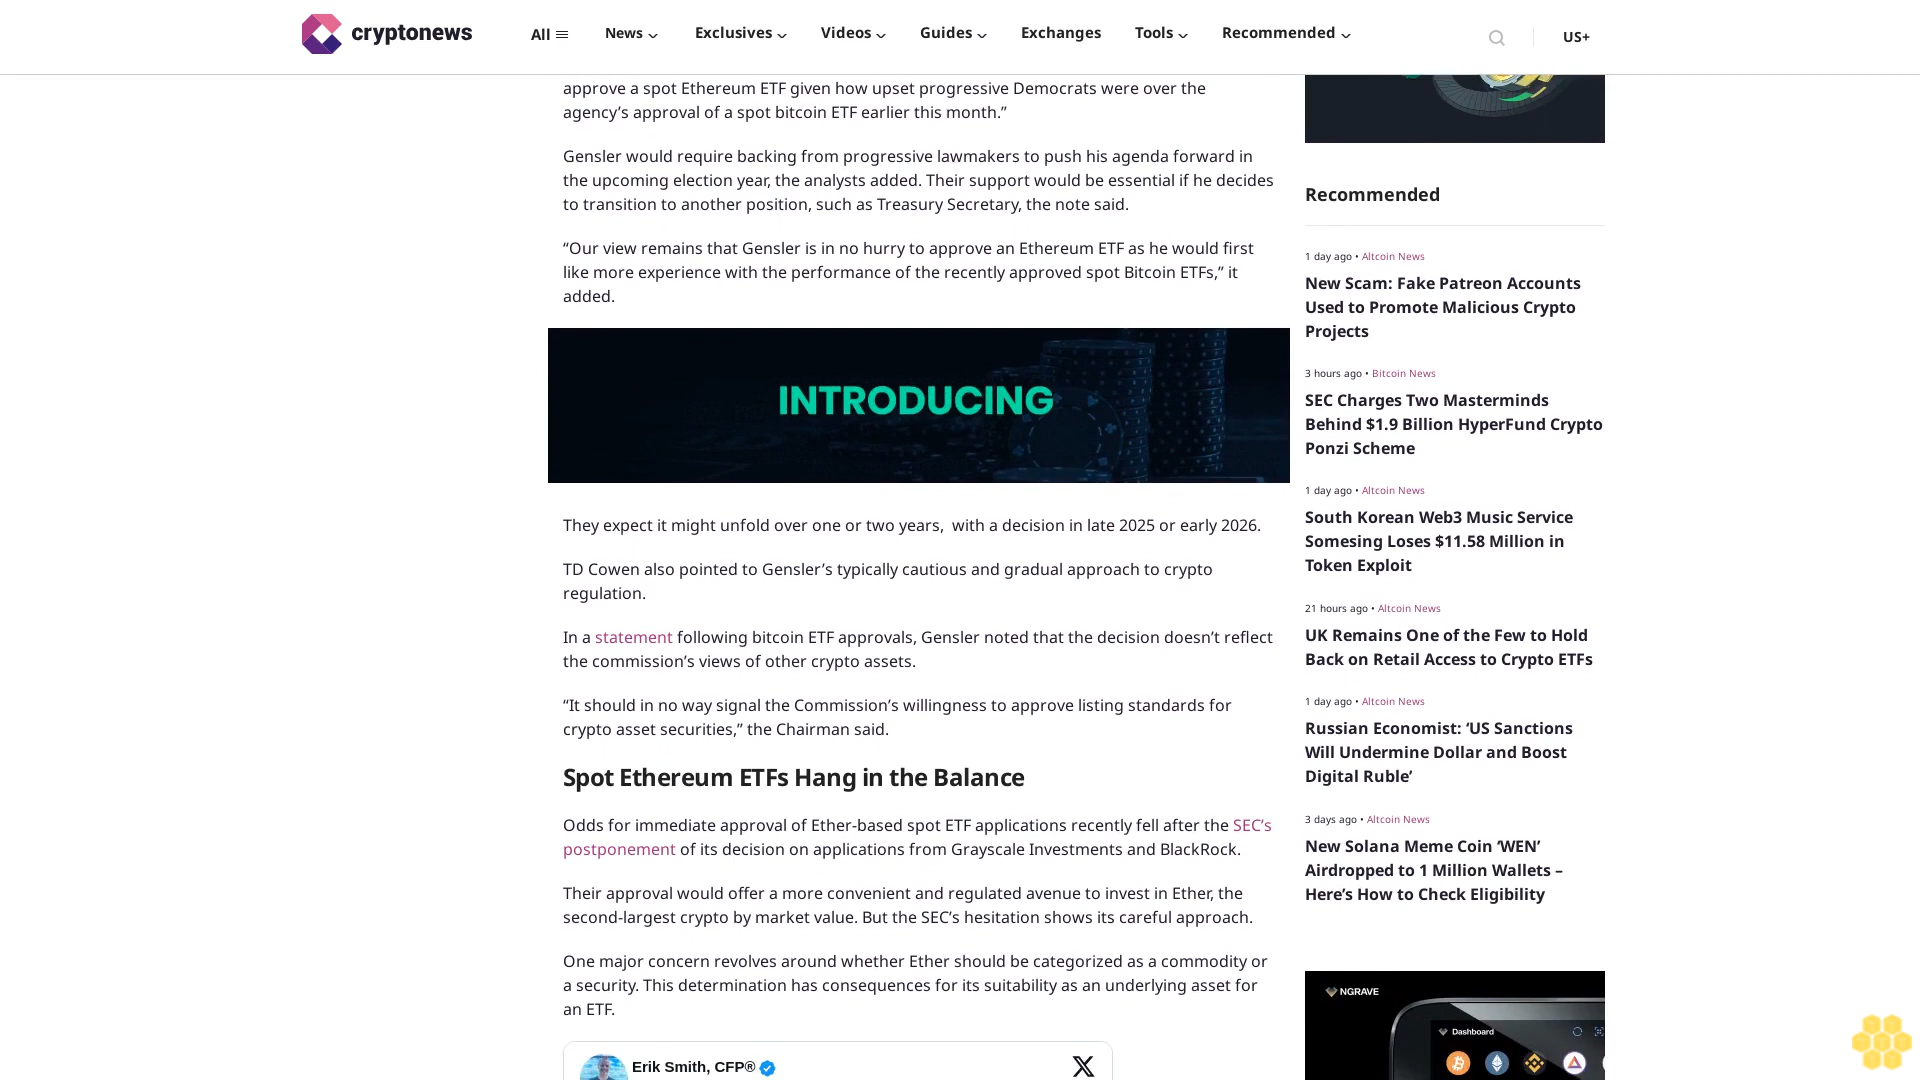 cryptonews
All
News
Exclusives
Videos
Guides
Exchanges
Tools
Recommended
US+
approve a spot Ethereum ETF given how upset progressive Democrats were over the
agency’s approval of a spot bitcoin ETF earlier this month.”
Gensler would require backing from progressive lawmakers to push his agenda forward in
the upcoming election year, the analysts added. Their support would be essential if he decides
to transition to another position, such as Treasury Secretary, the note said.
“Our view remains that Gensler is in no hurry to approve an Ethereum ETF as he would first
like more experience with the performance of the recently approved spot Bitcoin ETFs,” it
added.
INTRODUCING
They expect it might unfold over one or two years,  with a decision in late 2025 or early 2026.
TD Cowen also pointed to Gensler’s typically cautious and gradual approach to crypto
regulation.
In a statement following bitcoin ETF approvals, Gensler noted that the decision doesn’t reflect
the commission’s views of other crypto assets.
“It should in no way signal the Commission’s willingness to approve listing standards for
crypto asset securities,” the Chairman said.
Spot Ethereum ETFs Hang in the Balance
Odds for immediate approval of Ether-based spot ETF applications recently fell after the SEC’s
postponement of its decision on applications from Grayscale Investments and BlackRock.
Their approval would offer a more convenient and regulated avenue to invest in Ether, the
second-largest crypto by market value. But the SEC’s hesitation shows its careful approach.
One major concern revolves around whether Ether should be categorized as a commodity or
a security. This determination has consequences for its suitability as an underlying asset for
an ETF.
Erik Smith, CFP®
Recommended
1 day ago • Altcoin News
New Scam: Fake Patreon Accounts
Used to Promote Malicious Crypto
Projects
3 hours ago • Bitcoin News
SEC Charges Two Masterminds
Behind $1.9 Billion HyperFund Crypto
Ponzi Scheme
1 day ago • Altcoin News
South Korean Web3 Music Service
Somesing Loses $11.58 Million in
Token Exploit
21 hours ago • Altcoin News
UK Remains One of the Few to Hold
Back on Retail Access to Crypto ETFs
1 day ago • Altcoin News
Russian Economist: ‘US Sanctions
Will Undermine Dollar and Boost
Digital Ruble’
3 days ago • Altcoin News
New Solana Meme Coin ‘WEN’
Airdropped to 1 Million Wallets –
Here’s How to Check Eligibility
NGRAVE
Dashboard